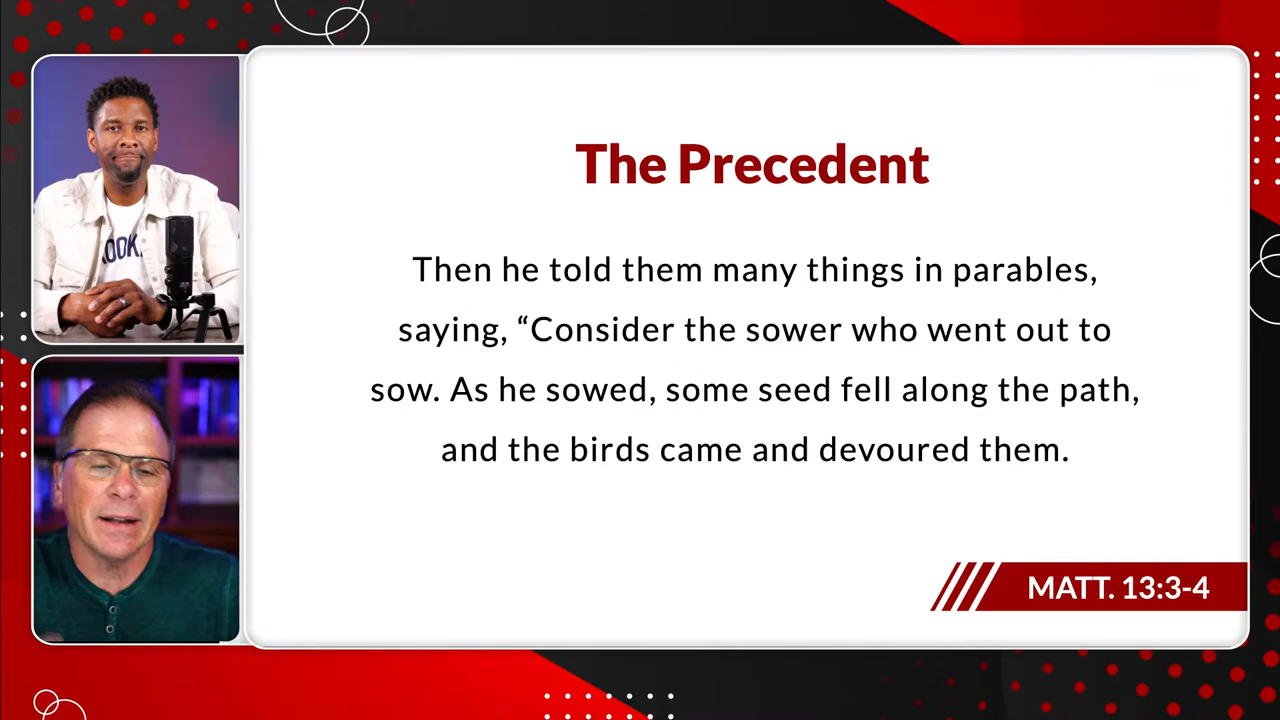 The Precedent
Then he told them many things in parables,
saying, “Consider the sower who went out to
sow. As he sowed, some seed fell along the path,
and the birds came and devoured them.
MATT. 13:3-4